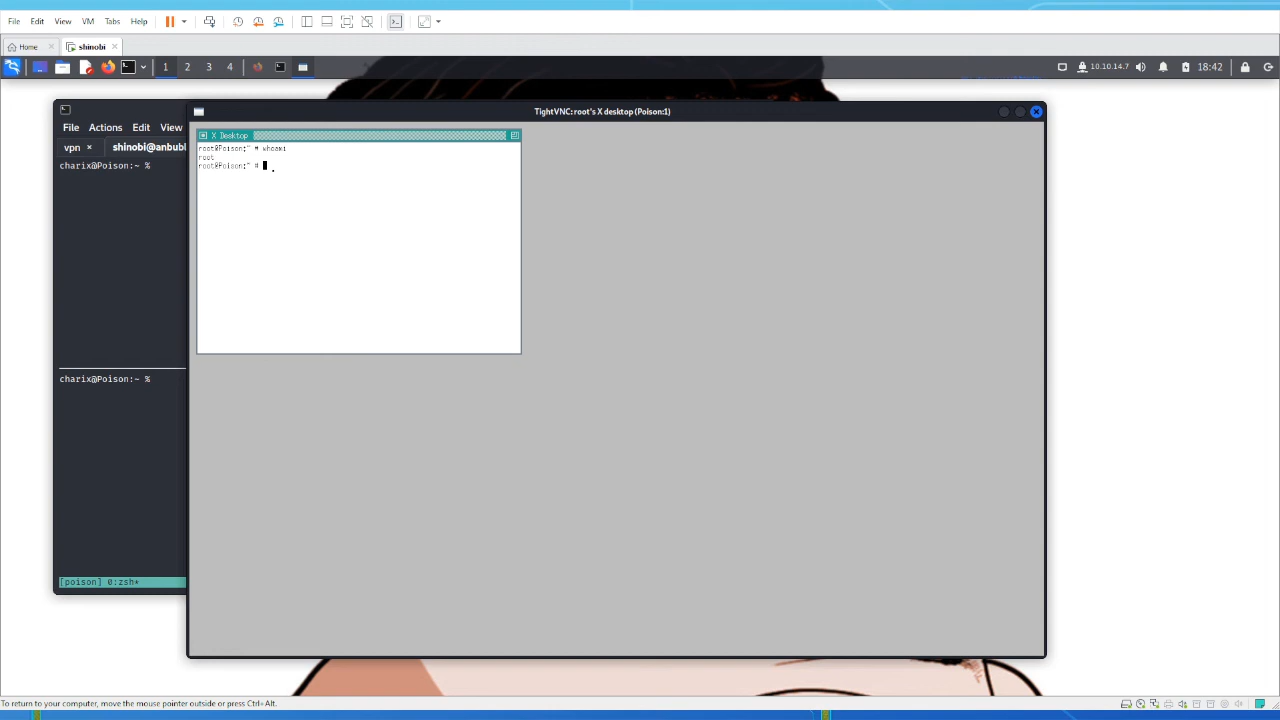 File Edit View VM Tabs Help
Home shinobi
1 2 3 4 10.10.14.7 18:42
TightVNC: root's X desktop (Poison:1)
File Actions Edit View
vpn shinobi@anbubl
charix@Poison:~ %
charix@Poison:~ %
[poison] 0:zsh*
X Desktop
root@Poison:~ # whoami
root
root@Poison:~ #
To return to your computer, move the mouse pointer outside or press Ctrl+Alt.